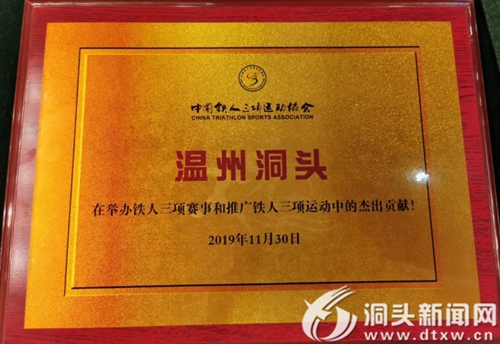 中国铁人三项运动协会
CHINA TRIATHLON SPORTS ASSOCIATION
温州洞头
在举办铁人三项赛事和推广铁人三项运动中的杰出贡献！
2019年11月30日
洞头新闻网
www.dtxw.cn